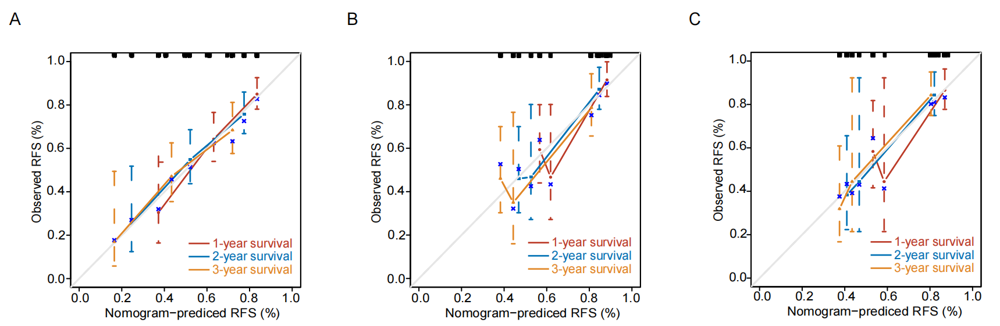 A
B
C
Observed RFS (%)
1.0
0.8
0.6
0.4
0.2
0.0
1-year survival
2-year survival
3-year survival
0.0 0.2 0.4 0.6 0.8 1.0
Nomogram−prediced RFS (%)
Observed RFS (%)
1.0
0.8
0.6
0.4
0.2
0.0
1-year survival
2-year survival
3-year survival
0.0 0.2 0.4 0.6 0.8 1.0
Nomogram−prediced RFS (%)
Observed RFS (%)
1.0
0.8
0.6
0.4
0.2
0.0
1-year survival
2-year survival
3-year survival
0.0 0.2 0.4 0.6 0.8 1.0
Nomogram−prediced RFS (%)